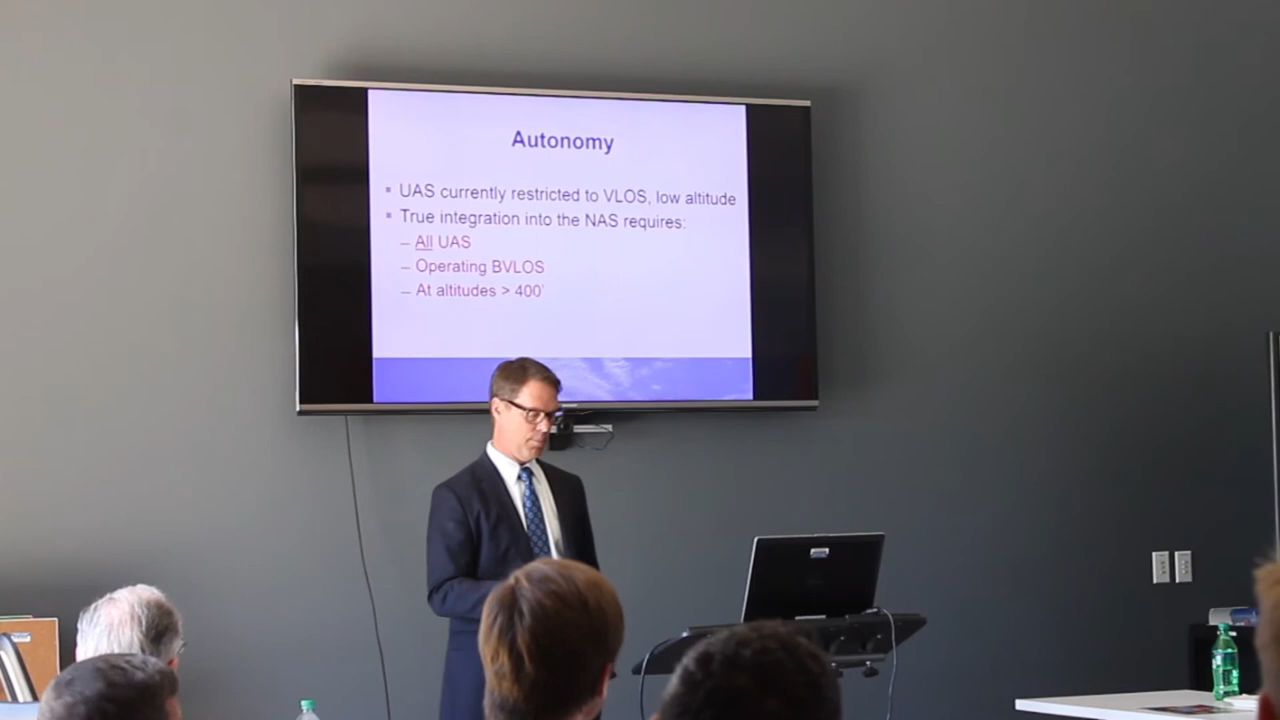 Autonomy
UAS currently restricted to VLOS, low altitude
True integration into the NAS requires:
– All UAS
– Operating BVLOS
– At altitudes > 400'